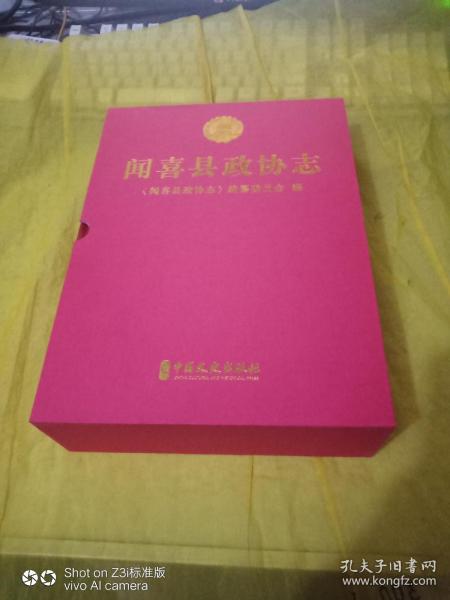 闻喜县政协志
《闻喜县政协志》编纂委员会 编
中国文史出版社
Shot on Z3i标准版
vivo AI camera
孔夫子旧书网
www.kongfz.com